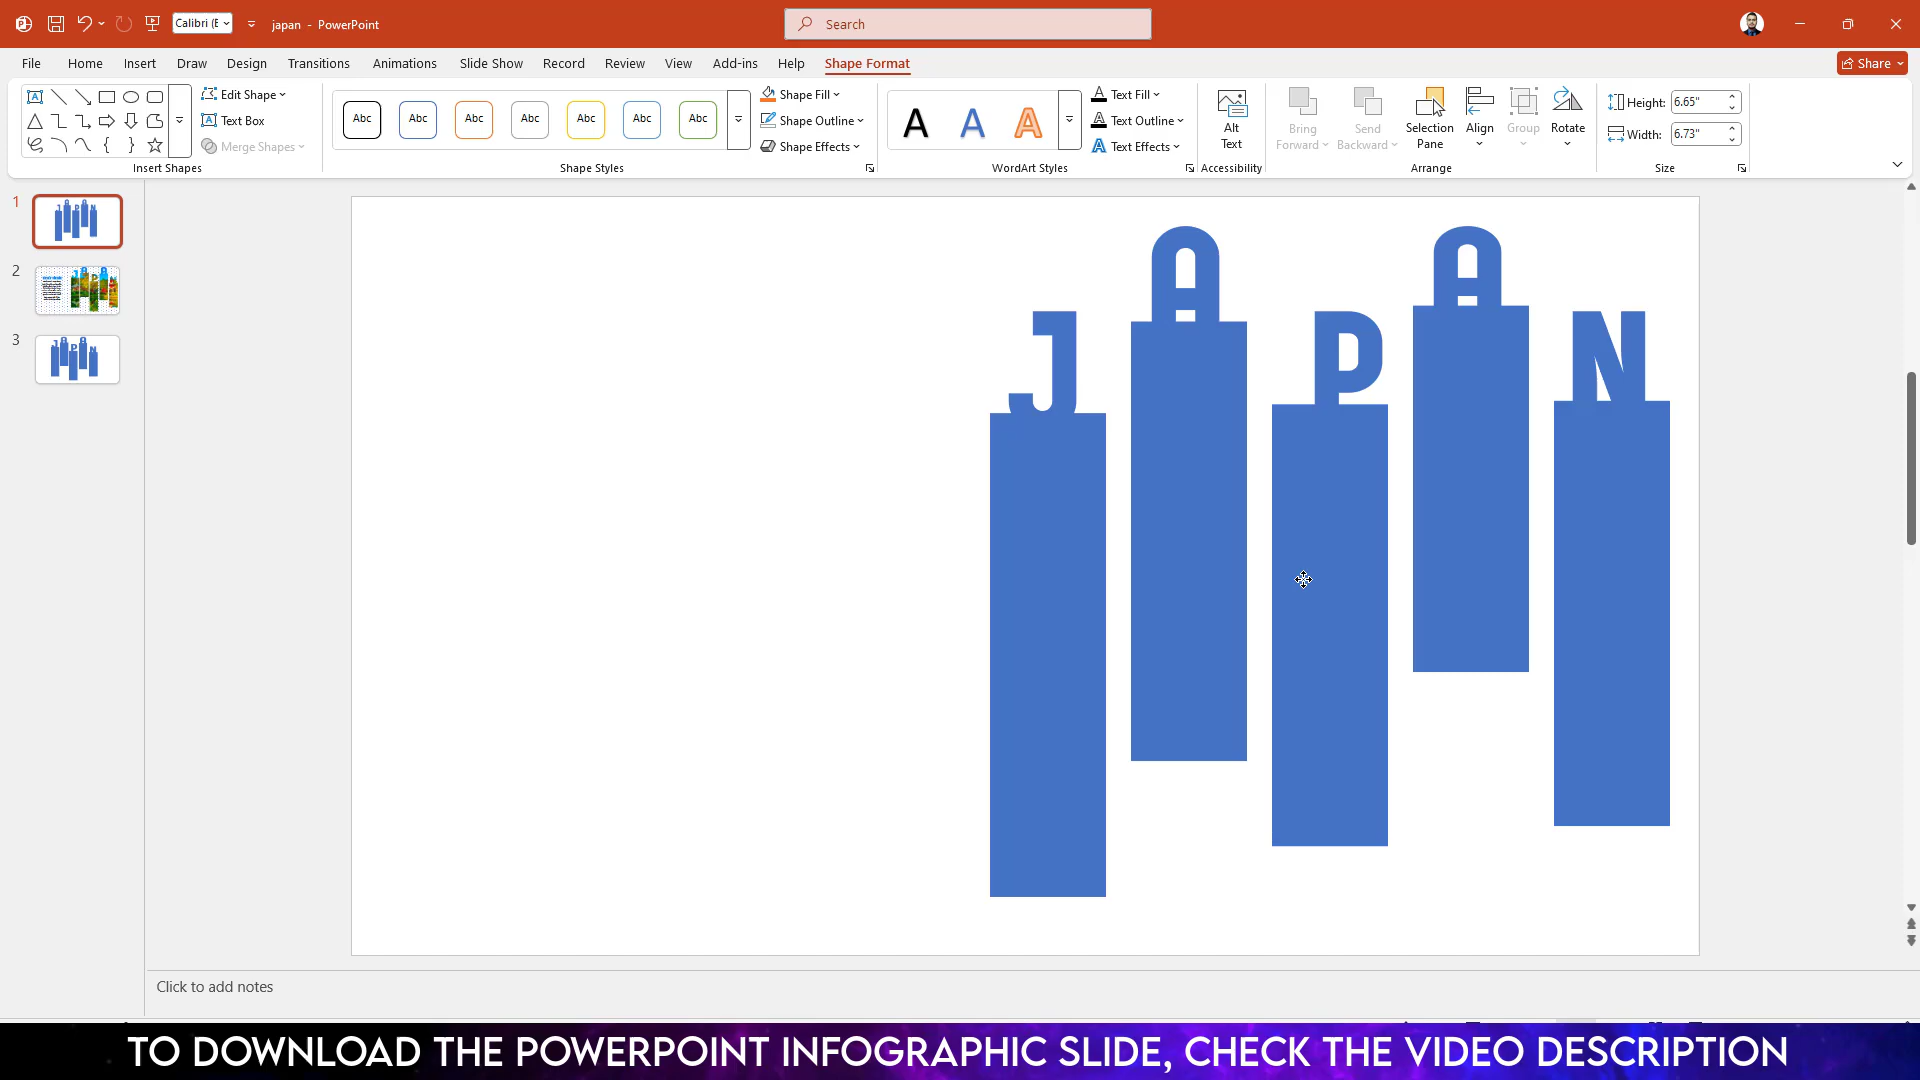 Calibri (E
japan - PowerPoint
Search
File Home Insert Draw Design Transitions Animations Slide Show Record Review View Add-ins Help Shape Format
Share
Edit Shape
Text Box
Merge Shapes
Insert Shapes
Abc Abc Abc Abc Abc Abc Abc
Shape Fill
Shape Outline
Shape Effects
Shape Styles
A A A
Text Fill
Text Outline
Text Effects
WordArt Styles
Alt Text
Accessibility
Bring Forward
Send Backward
Selection Pane
Align
Group
Rotate
Arrange
Height: 6.65"
Width: 6.73"
Size
1
2
3
JAPAN
Click to add notes
TO DOWNLOAD THE POWERPOINT INFOGRAPHIC SLIDE, CHECK THE VIDEO DESCRIPTION